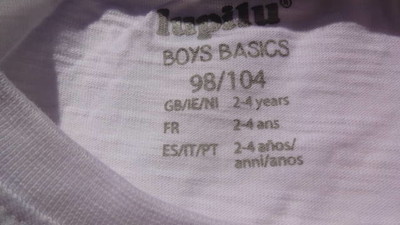 lupilu®
BOYS BASICS
98/104
GB/IE/NI 2-4 years
FR 2-4 ans
ES/IT/PT 2-4 años/
anni/anos